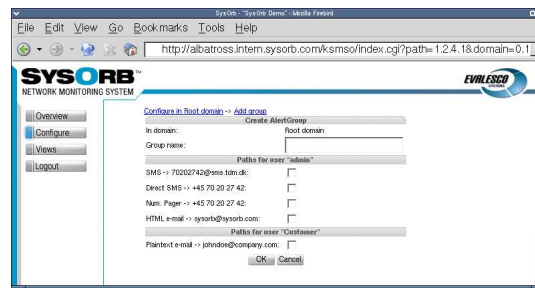 SysOrb - "SysOrb Demo" - Mozilla Firebird
File Edit View Go Bookmarks Tools Help
http://albatross.intern.sysorb.com/ksmso/index.cgi?path=1.2.4.1&domain=0.1
SYSORB™
NETWORK MONITORING SYSTEM
EVALESCO
SYSTEMS
Overview
Configure
Views
Logout
Configure in Root domain -> Add group
Create AlertGroup
In domain: Root domain
Group name:
Paths for user "admin"
SMS -> 70202742@sms.tdm.dk:
Direct SMS -> +45 70 20 27 42:
Num. Pager -> +45 70 20 27 42:
HTML e-mail -> sysorb@sysorb.com:
Paths for user "Customer"
Plaintext e-mail -> johndoe@company.com:
OK Cancel